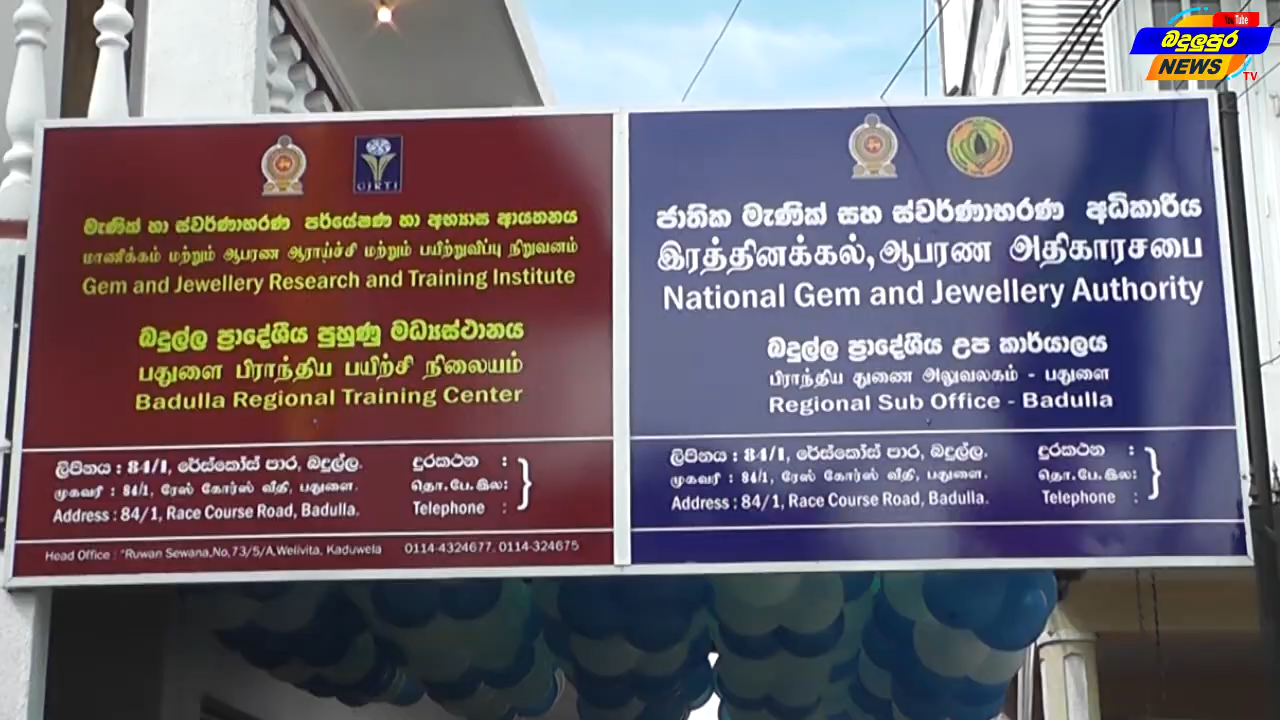 YouTube
බදුලුපුර
NEWS
TV
GJRTI
මැණික් හා ස්වර්ණාභරණ පර්යේෂණ හා අභ්‍යාස ආයතනය
மாணிக்கம் மற்றும் ஆபரண ஆராய்ச்சி மற்றும் பயிற்றுவிப்பு நிறுவனம்
Gem and Jewellery Research and Training Institute
බදුල්ල ප්‍රාදේශීය පුහුණු මධ්‍යස්ථානය
பதுளை பிராந்திய பயிற்சி நிலையம்
Badulla Regional Training Center
ලිපිනය : 84/1, රේස්කෝස් පාර, බදුල්ල. දුරකථන :
முகவரி : 84/1, ரேஸ் கோர்ஸ் வீதி, பதுளை. தொ.பே.இல:
Address : 84/1, Race Course Road, Badulla. Telephone :
Head Office : "Ruwan Sewana,No,73/5/A,Welivita, Kaduwela 0114-4324677, 0114-324675
ජාතික මැණික් සහ ස්වර්ණාභරණ අධිකාරිය
இரத்தினக்கல், ஆபரண அதிகாரசபை
National Gem and Jewellery Authority
බදුල්ල ප්‍රාදේශීය උප කාර්යාලය
பிராந்திய துணை அலுவலகம் - பதுளை
Regional Sub Office - Badulla
ලිපිනය : 84/1, රේස්කෝස් පාර, බදුල්ල. දුරකථන :
முகவரி : 84/1, ரேஸ் கோர்ஸ் வீதி, பதுளை. தொ.பே.இல:
Address : 84/1, Race Course Road, Badulla. Telephone :